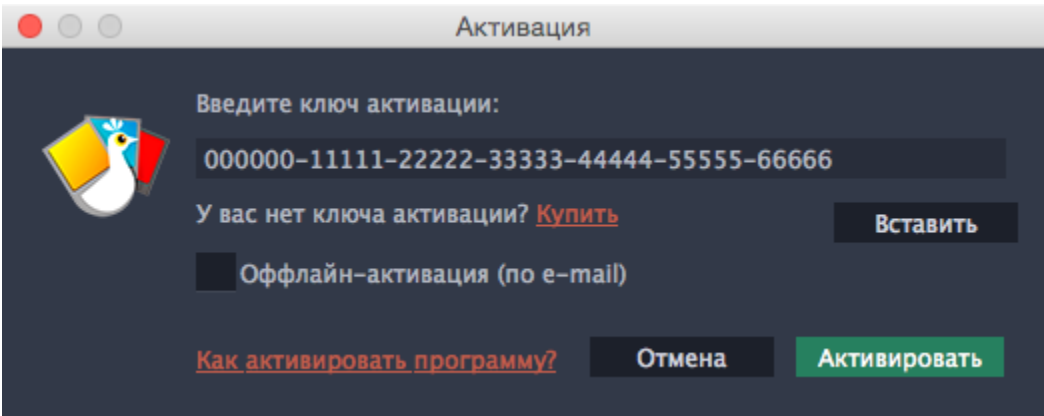 Активация
Введите ключ активации:
000000-11111-22222-33333-44444-55555-66666
У вас нет ключа активации? Купить
Вставить
Оффлайн-активация (по e-mail)
Как активировать программу?
Отмена
Активировать